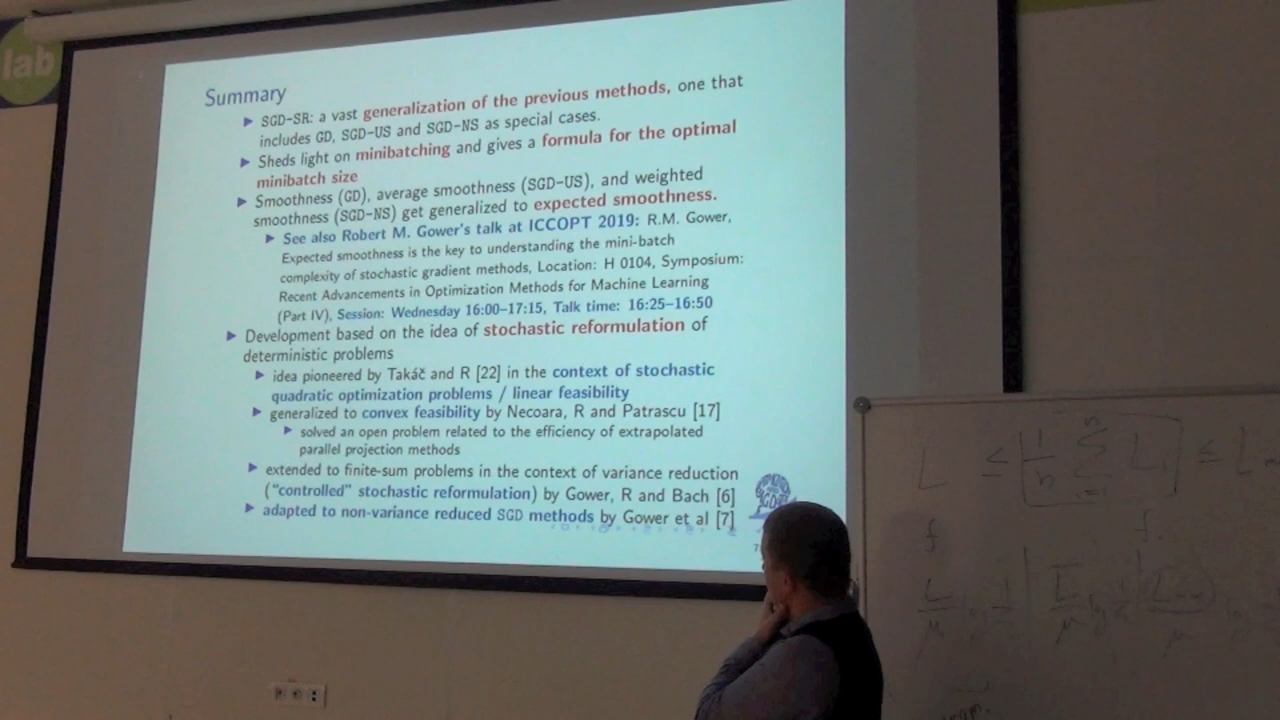 lab
Summary
SGD-SR: a vast generalization of the previous methods, one that
includes GD, SGD-US and SGD-NS as special cases.
Sheds light on minibatching and gives a formula for the optimal
minibatch size
Smoothness (GD), average smoothness (SGD-US), and weighted
smoothness (SGD-NS) get generalized to expected smoothness.
See also Robert M. Gower's talk at ICCOPT 2019: R.M. Gower,
Expected smoothness is the key to understanding the mini-batch
complexity of stochastic gradient methods, Location: H 0104, Symposium:
Recent Advancements in Optimization Methods for Machine Learning
(Part IV), Session: Wednesday 16:00–17:15, Talk time: 16:25–16:50
Development based on the idea of stochastic reformulation of
deterministic problems
idea pioneered by Takáč and R [22] in the context of stochastic
quadratic optimization problems / linear feasibility
generalized to convex feasibility by Necoara, R and Patrascu [17]
solved an open problem related to the efficiency of extrapolated
parallel projection methods
extended to finite-sum problems in the context of variance reduction
("controlled" stochastic reformulation) by Gower, R and Bach [6]
adapted to non-variance reduced SGD methods by Gower et al [7]